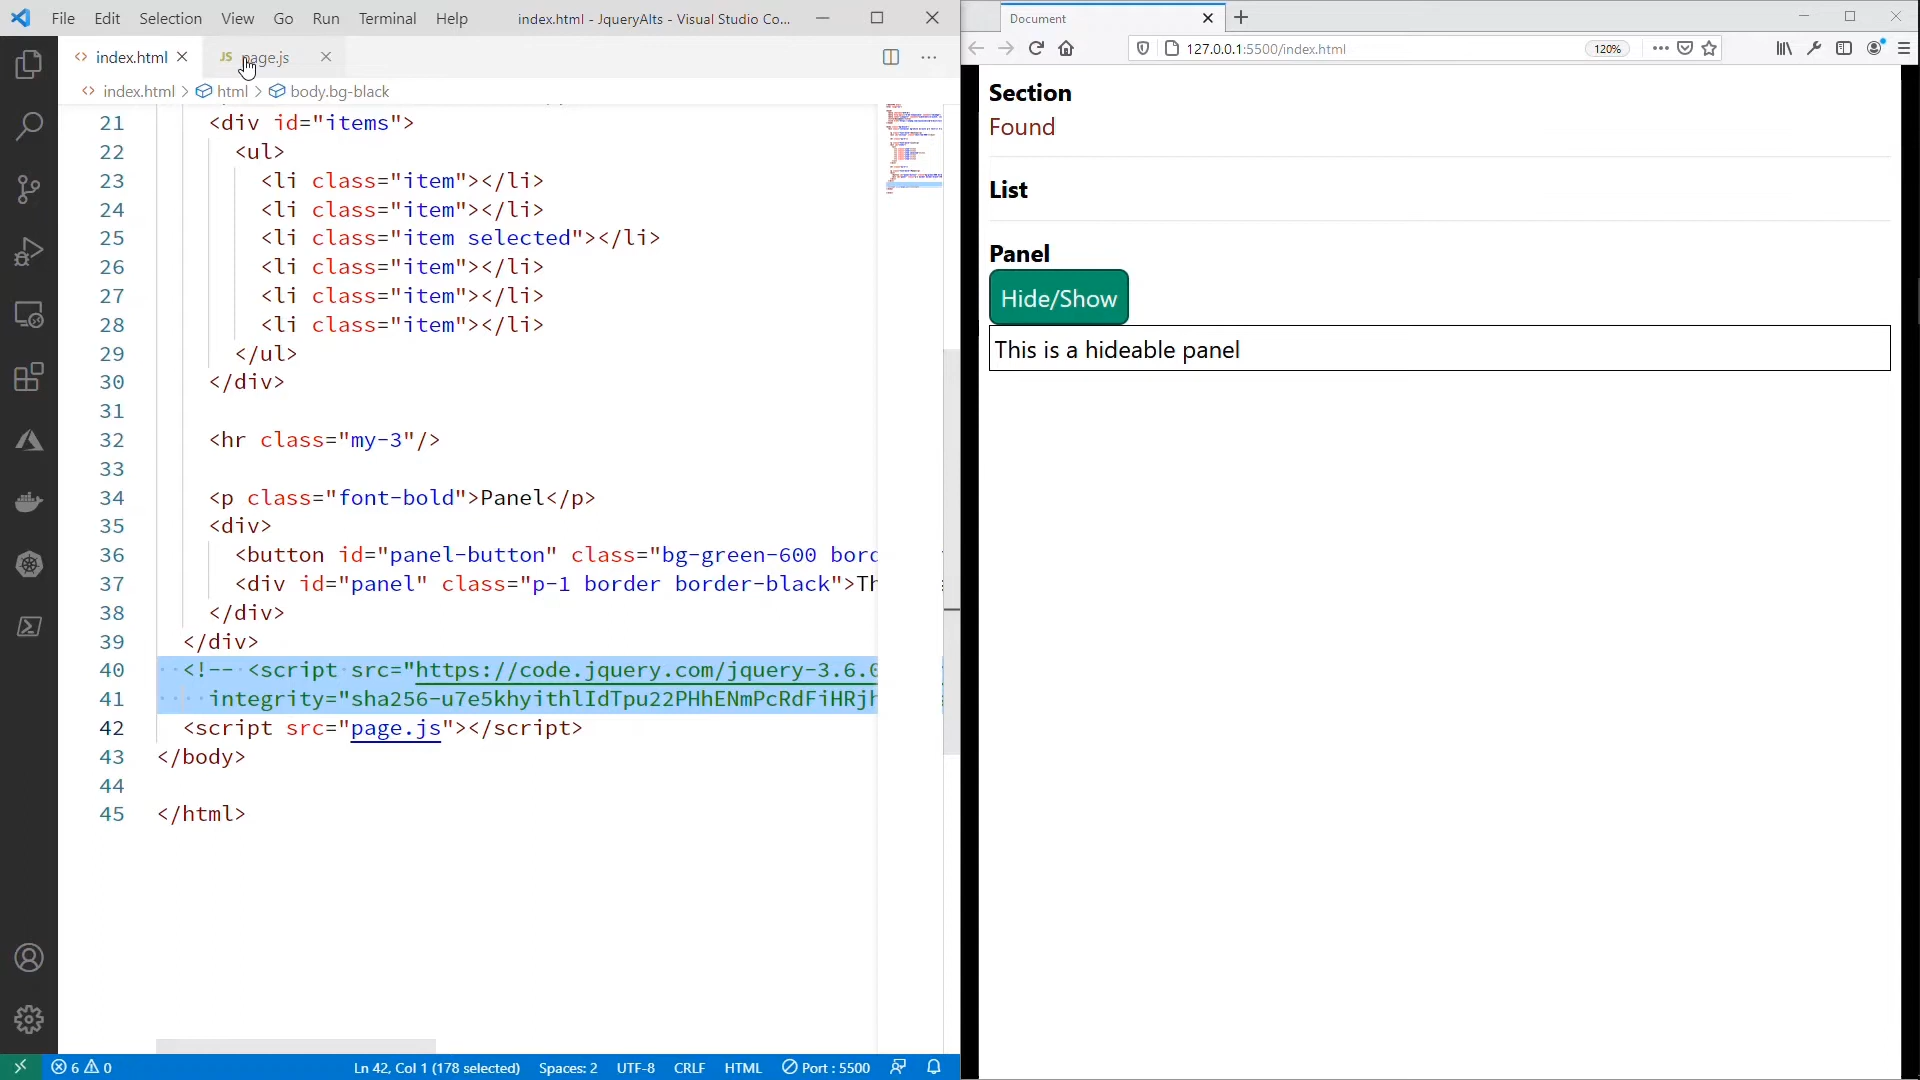 File Edit Selection View Go Run Terminal Help index.html - JqueryAlts - Visual Studio Co...
index.html JS page.js
index.html > html > body.bg-black
21 <div id="items">
22 <ul>
23 <li class="item"></li>
24 <li class="item"></li>
25 <li class="item selected"></li>
26 <li class="item"></li>
27 <li class="item"></li>
28 <li class="item"></li>
29 </ul>
30 </div>
31
32 <hr class="my-3"/>
33
34 <p class="font-bold">Panel</p>
35 <div>
36 <button id="panel-button" class="bg-green-600 bord
37 <div id="panel" class="p-1 border border-black">Th
38 </div>
39 </div>
40 <!-- <script src="https://code.jquery.com/jquery-3.6.0
41 integrity="sha256-u7e5khyithlIdTpu22PHhENmPcRdFiHRjh
42 <script src="page.js"></script>
43 </body>
44
45 </html>
6 0 Ln 42, Col 1 (178 selected) Spaces: 2 UTF-8 CRLF HTML Port : 5500
Document
127.0.0.1:5500/index.html 120%
Section
Found
List
Panel
Hide/Show
This is a hideable panel